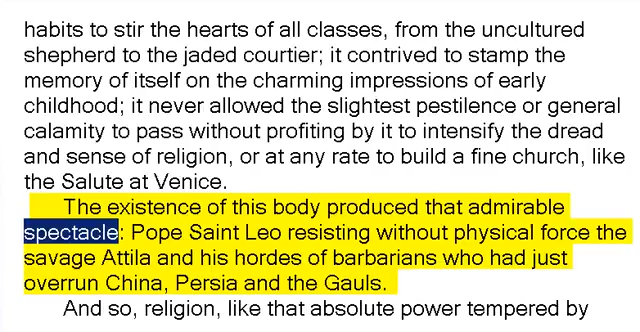 habits to stir the hearts of all classes, from the uncultured
shepherd to the jaded courtier; it contrived to stamp the
memory of itself on the charming impressions of early
childhood; it never allowed the slightest pestilence or general
calamity to pass without profiting by it to intensify the dread
and sense of religion, or at any rate to build a fine church, like
the Salute at Venice.
The existence of this body produced that admirable
spectacle: Pope Saint Leo resisting without physical force the
savage Attila and his hordes of barbarians who had just
overrun China, Persia and the Gauls.
And so, religion, like that absolute power tempered by